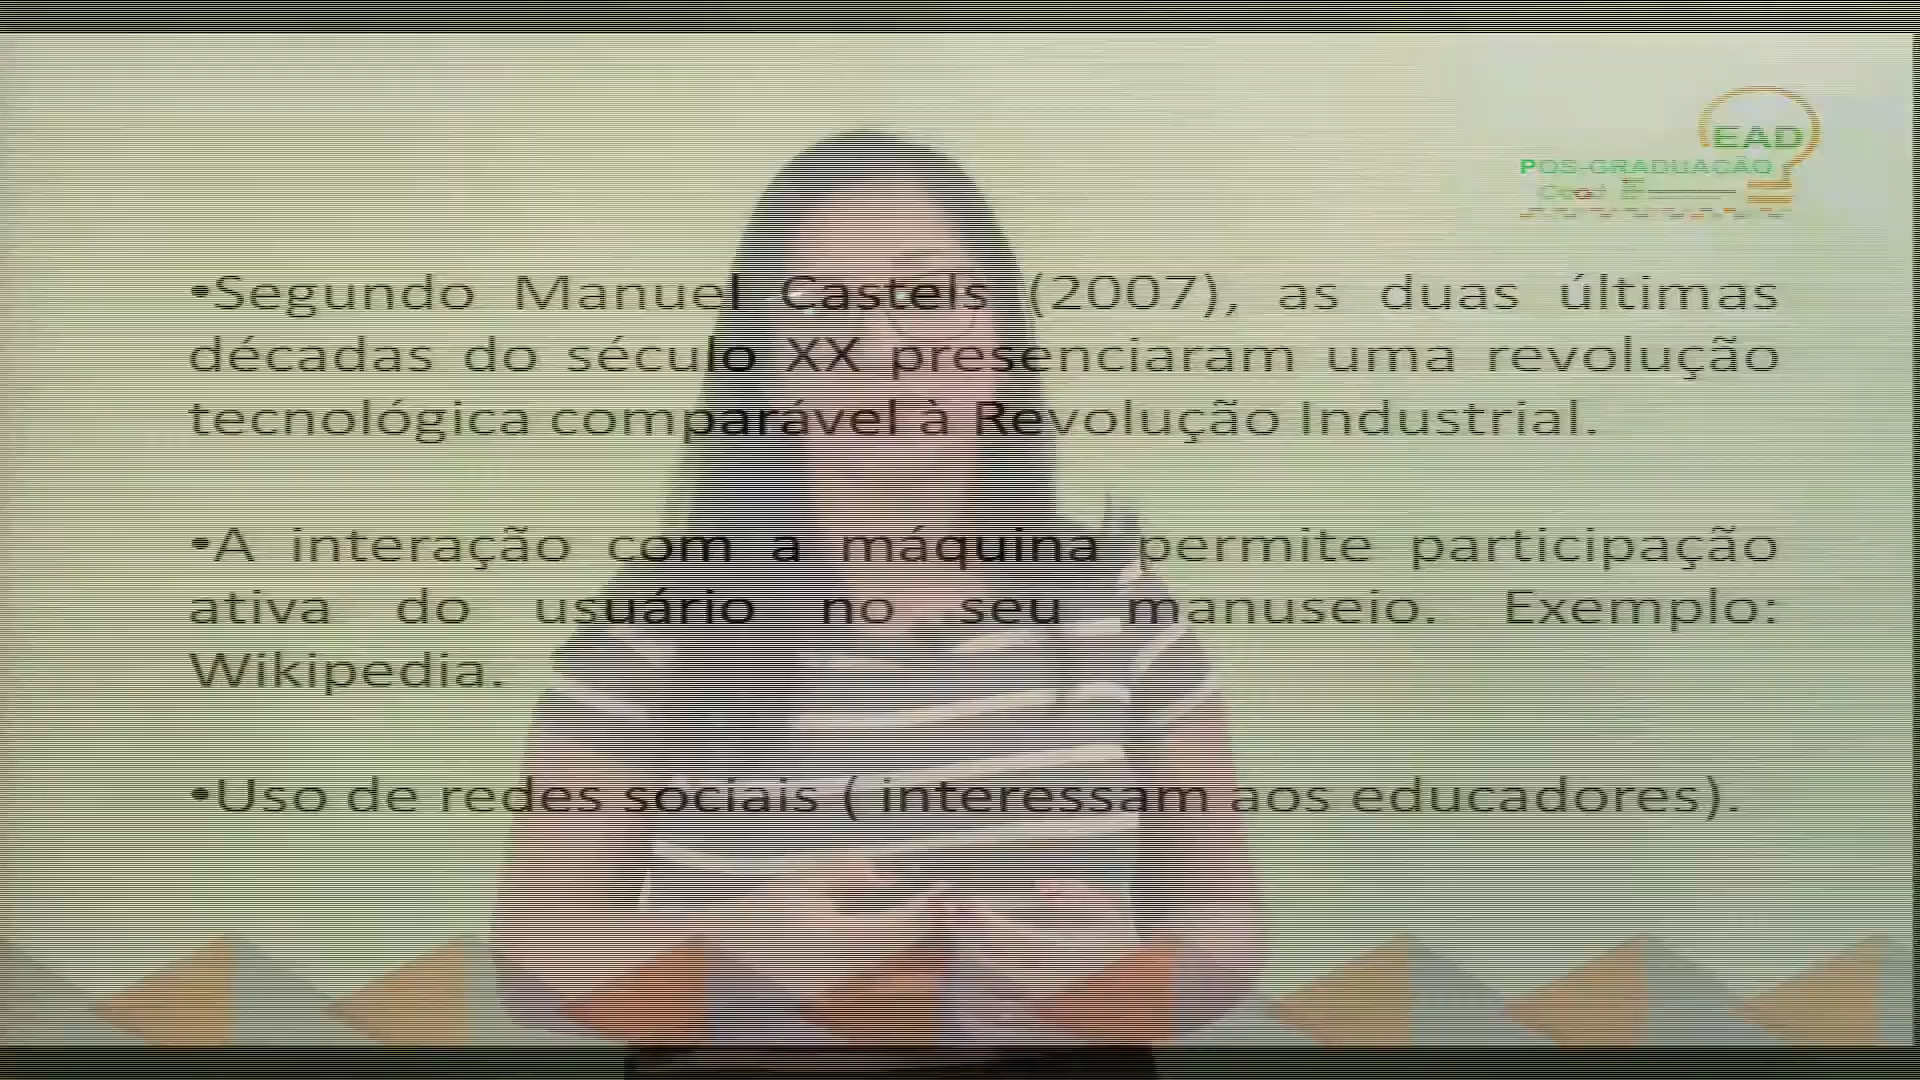 EAD
POS-GRADUAÇÃO
•Segundo Manuel Castels (2007), as duas últimas
décadas do século XX presenciaram uma revolução
tecnológica comparável à Revolução Industrial.
•A interação com a máquina permite participação
ativa do usuário no seu manuseio. Exemplo:
Wikipedia.
•Uso de redes sociais ( interessam aos educadores).